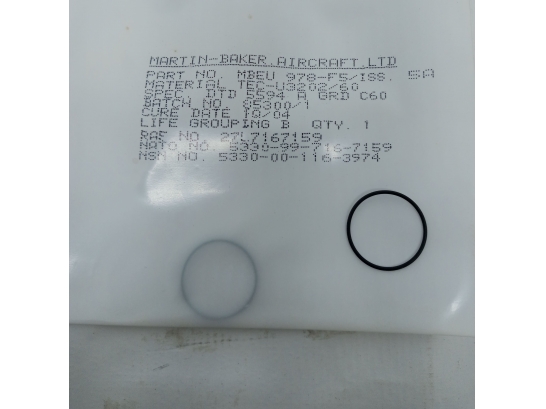 MARTIN-BAKER AIRCRAFT LTD
PART NO. MBEU 978-F5/ISS. 5A
MATERIAL TEC-U3202/60
SPEC. DTD 5594 A GRD C60
BATCH NO. 85300/1
CURE DATE 1Q/04
LIFE GROUPING B QTY. 1
RAF NO. 27L7167159
NATO NO. 5330-99-716-7159
NSN NO. 5330-00-116-3974